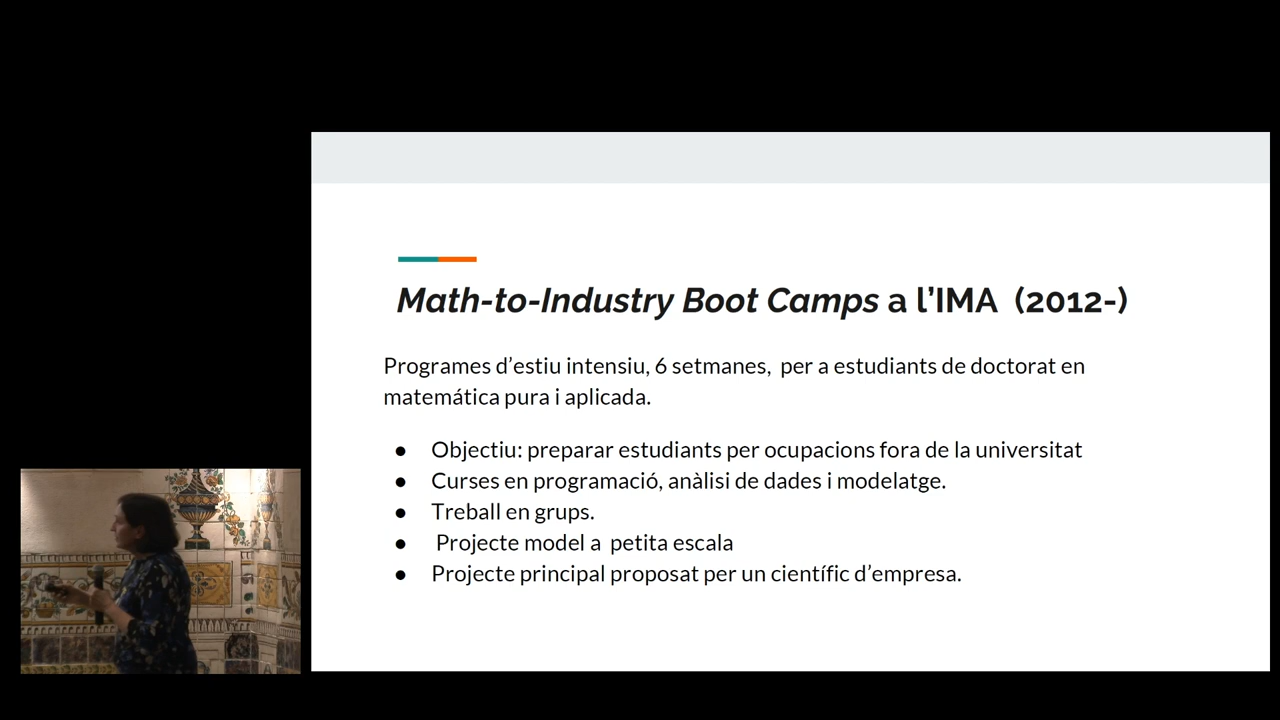 Math-to-Industry Boot Camps a l’IMA (2012-)
Programes d’estiu intensiu, 6 setmanes, per a estudiants de doctorat en
matemática pura i aplicada.
● Objectiu: preparar estudiants per ocupacions fora de la universitat
● Curses en programació, anàlisi de dades i modelatge.
● Treball en grups.
● Projecte model a petita escala
● Projecte principal proposat per un científic d’empresa.